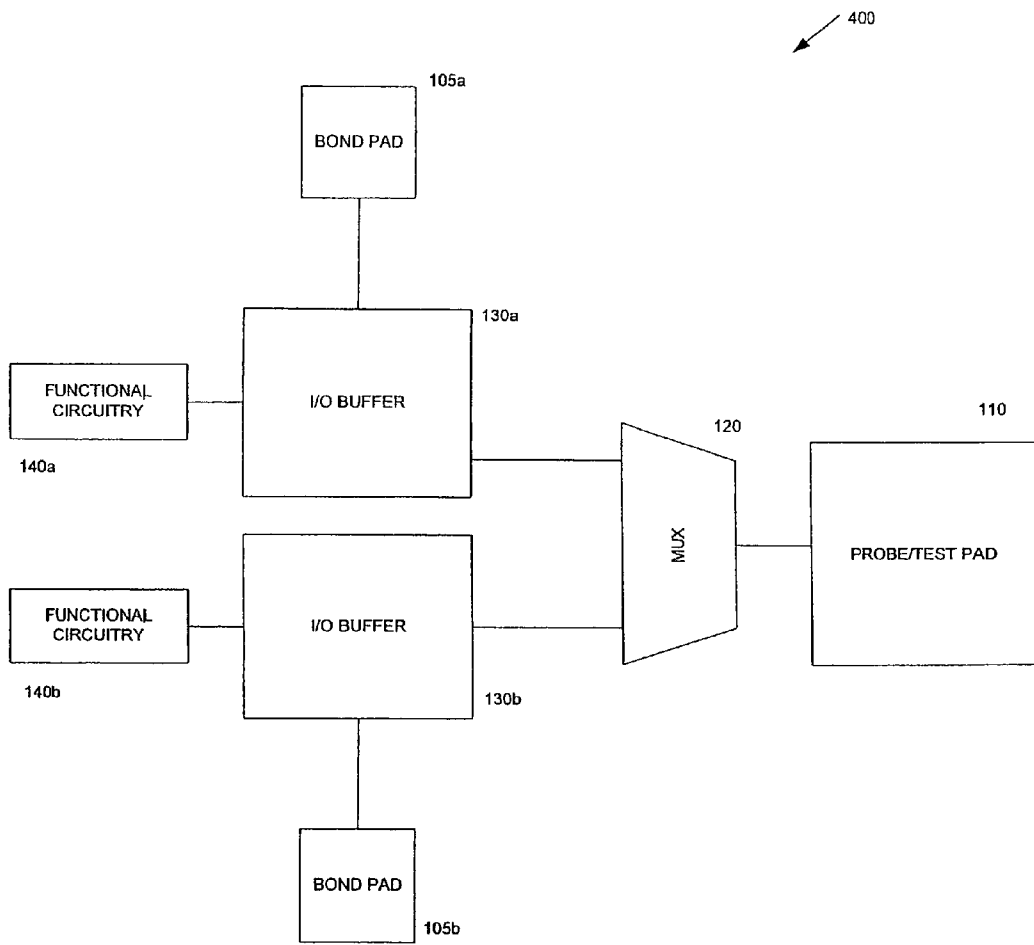 400
105a
BOND PAD
130a
I/O BUFFER
FUNCTIONAL
CIRCUITRY
140a
120
MUX
110
PROBE/TEST PAD
I/O BUFFER
FUNCTIONAL
CIRCUITRY
140b
130b
BOND PAD
105b